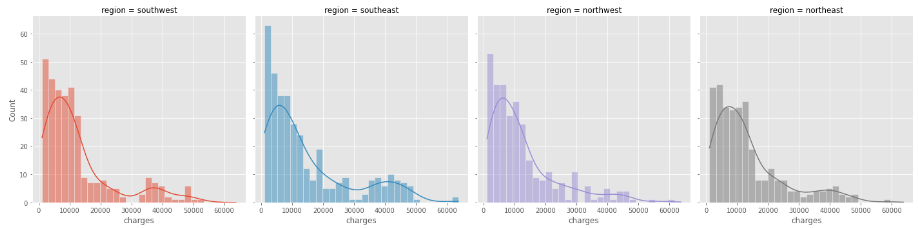 region = southwest
region = southeast
region = northwest
region = northeast
Count
60
50
40
30
20
10
0
0 10000 20000 30000 40000 50000 60000
0 10000 20000 30000 40000 50000 60000
0 10000 20000 30000 40000 50000 60000
0 10000 20000 30000 40000 50000 60000
charges
charges
charges
charges